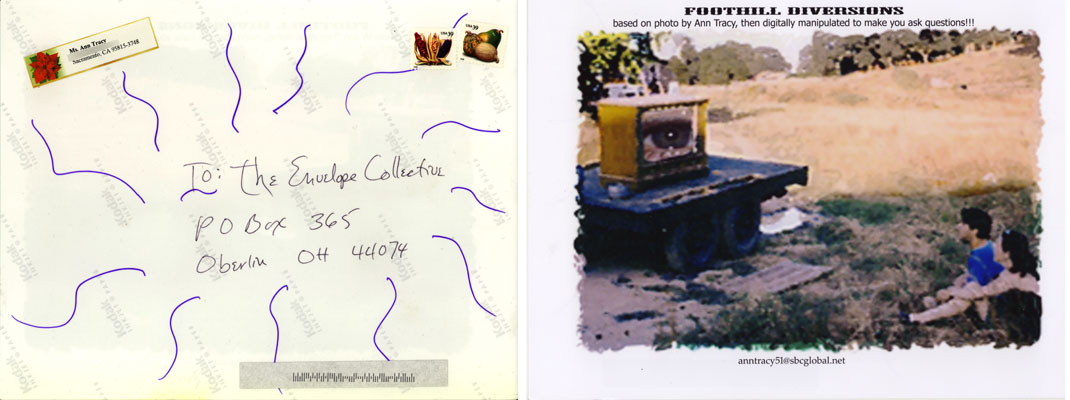 Ms. Ann Tracy
Sacramento, CA 95815-3748
USA 39
USA 39
To: The Envelope Collective
PO Box 365
Oberlin OH 44074
FOOTHILL DIVERSIONS
based on photo by Ann Tracy, then digitally manipulated to make you ask questions!!!
anntracy51@sbcglobal.net